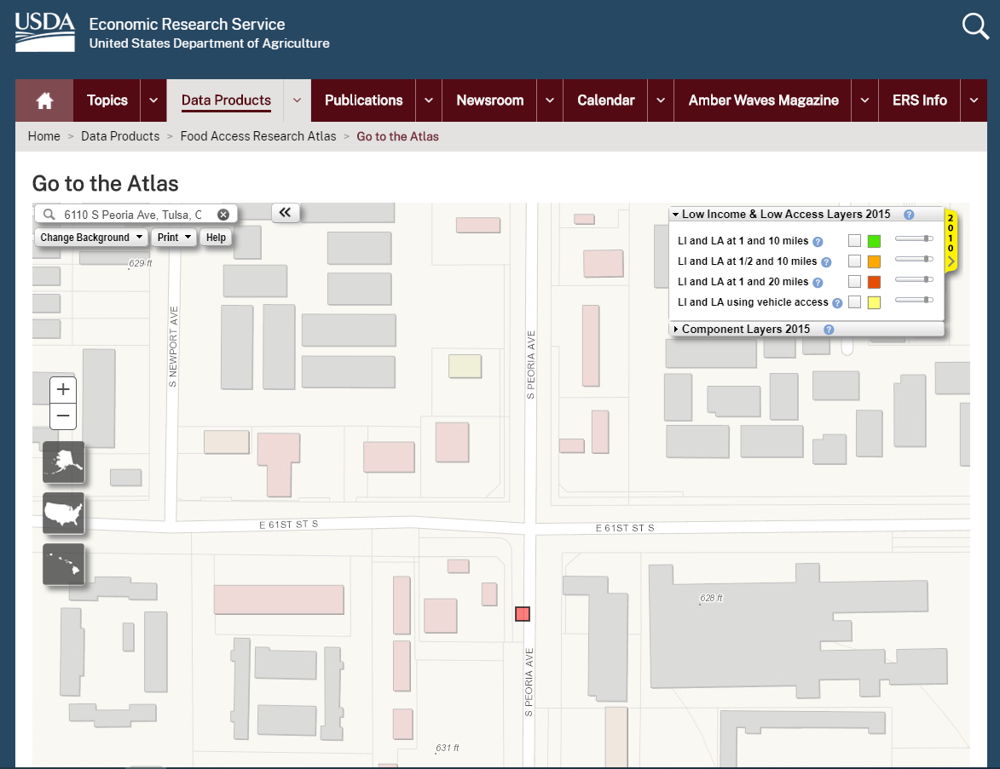 USDA
Economic Research Service
United States Department of Agriculture
Topics
Data Products
Publications
Newsroom
Calendar
Amber Waves Magazine
ERS Info
Home > Data Products > Food Access Research Atlas > Go to the Atlas
Go to the Atlas
6110 S Peoria Ave, Tulsa, C
Change Background
Print
Help
Low Income & Low Access Layers 2015 ?
LI and LA at 1 and 10 miles ?
LI and LA at 1/2 and 10 miles ?
LI and LA at 1 and 20 miles ?
LI and LA using vehicle access ?
Component Layers 2015 ?
2
0
1
0
629 ft
S NEWPORT AVE
S PEORIA AVE
+
−
E 61ST ST S
E 61ST ST S
628 ft
S PEORIA AVE
631 ft